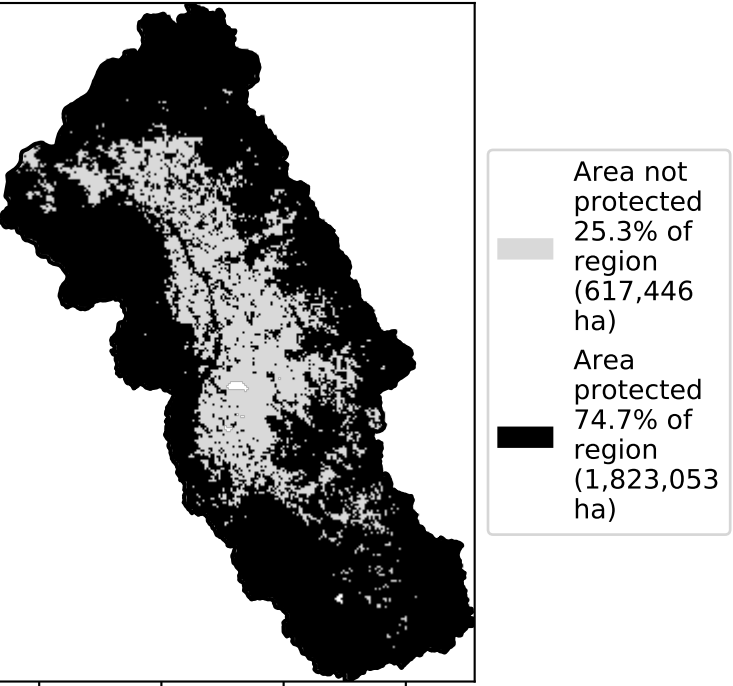 Area not
protected
25.3% of
region
(617,446
ha)
Area
protected
74.7% of
region
(1,823,053
ha)